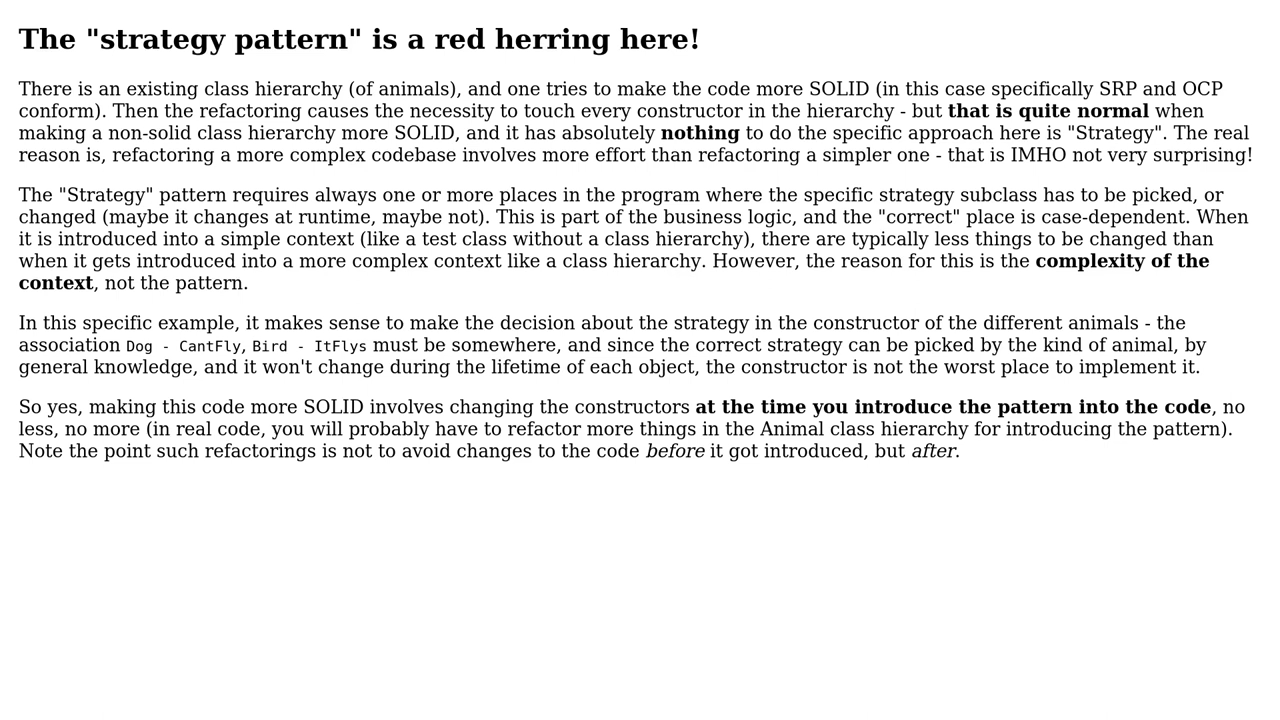 The "strategy pattern" is a red herring here!
There is an existing class hierarchy (of animals), and one tries to make the code more SOLID (in this case specifically SRP and OCP
conform). Then the refactoring causes the necessity to touch every constructor in the hierarchy - but that is quite normal when
making a non-solid class hierarchy more SOLID, and it has absolutely nothing to do the specific approach here is "Strategy". The real
reason is, refactoring a more complex codebase involves more effort than refactoring a simpler one - that is IMHO not very surprising!
The "Strategy" pattern requires always one or more places in the program where the specific strategy subclass has to be picked, or
changed (maybe it changes at runtime, maybe not). This is part of the business logic, and the "correct" place is case-dependent. When
it is introduced into a simple context (like a test class without a class hierarchy), there are typically less things to be changed than
when it gets introduced into a more complex context like a class hierarchy. However, the reason for this is the complexity of the
context, not the pattern.
In this specific example, it makes sense to make the decision about the strategy in the constructor of the different animals - the
association Dog - CantFly, Bird - ItFlys must be somewhere, and since the correct strategy can be picked by the kind of animal, by
general knowledge, and it won't change during the lifetime of each object, the constructor is not the worst place to implement it.
So yes, making this code more SOLID involves changing the constructors at the time you introduce the pattern into the code, no
less, no more (in real code, you will probably have to refactor more things in the Animal class hierarchy for introducing the pattern).
Note the point such refactorings is not to avoid changes to the code before it got introduced, but after.